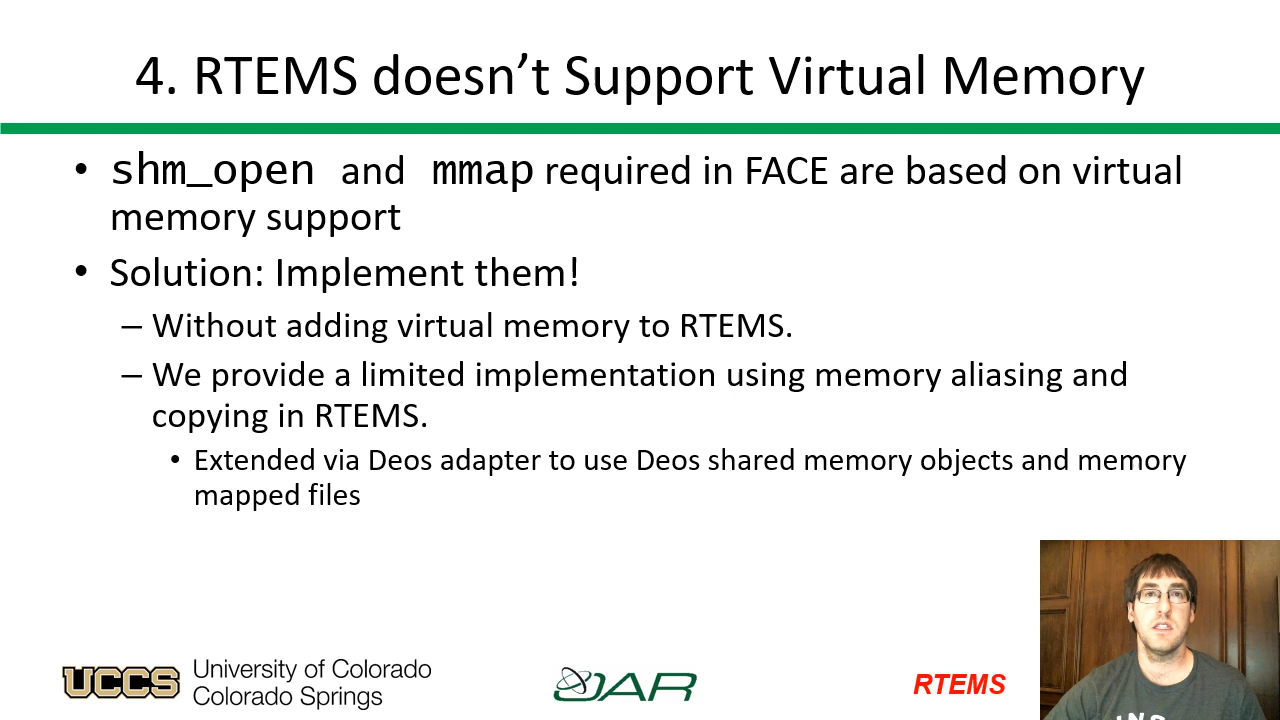 4. RTEMS doesn’t Support Virtual Memory
• shm_open and mmap required in FACE are based on virtual
memory support
• Solution: Implement them!
– Without adding virtual memory to RTEMS.
– We provide a limited implementation using memory aliasing and
copying in RTEMS.
• Extended via Deos adapter to use Deos shared memory objects and memory
mapped files
UCCS
University of Colorado
Colorado Springs
OAR
RTEMS